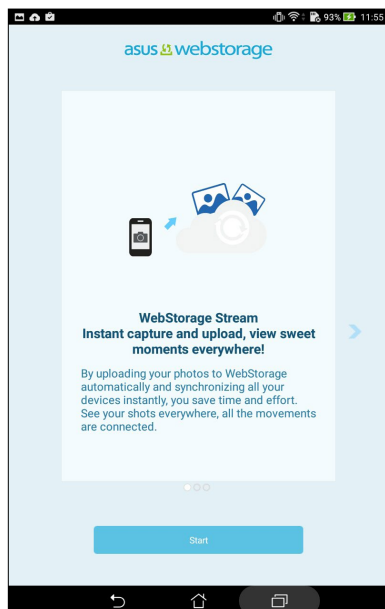 93% 11:55
asus webstorage
WebStorage Stream
Instant capture and upload, view sweet
moments everywhere!
By uploading your photos to WebStorage
automatically and synchronizing all your
devices instantly, you save time and effort.
See your shots everywhere, all the movements
are connected.
Start